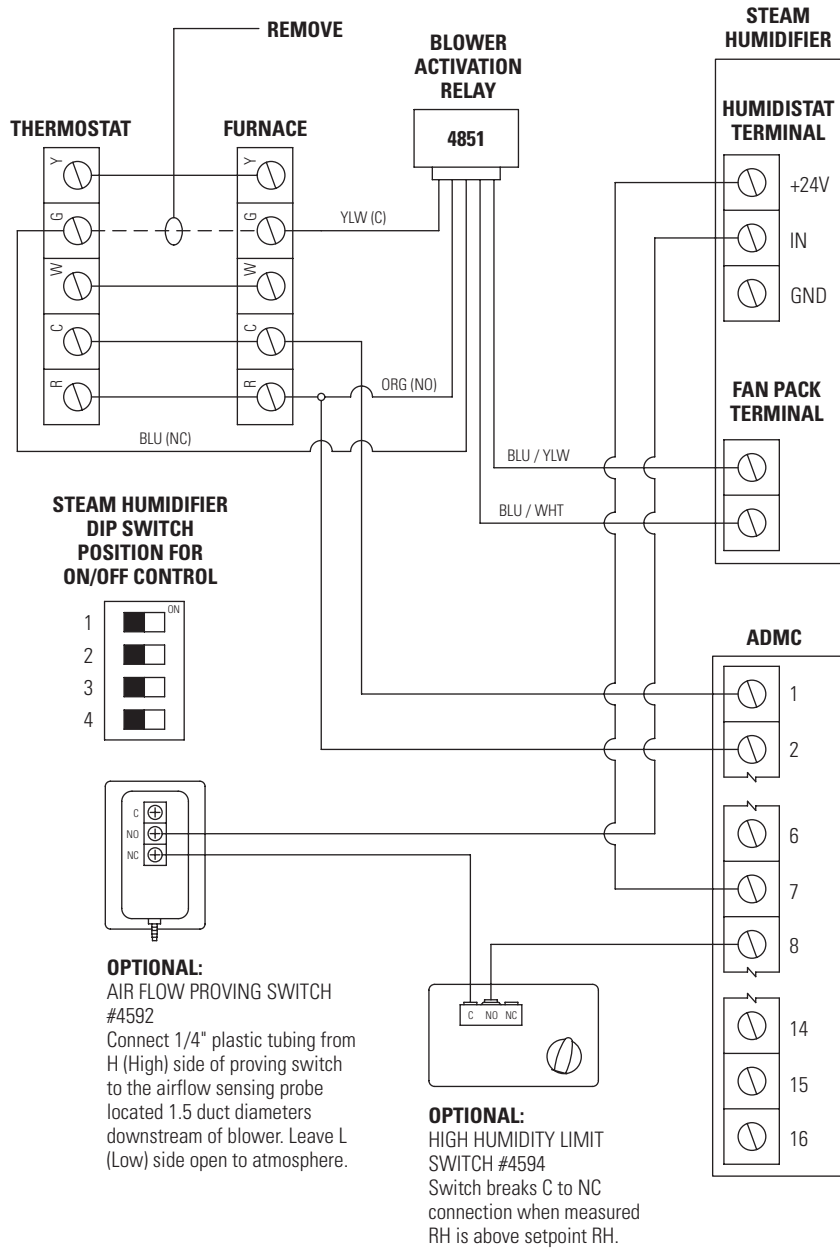 REMOVE
BLOWER
ACTIVATION
RELAY
4851
STEAM
HUMIDIFIER
HUMIDISTAT
TERMINAL
+24V
IN
GND
FAN PACK
TERMINAL
THERMOSTAT
Y
G
W
C
R
FURNACE
Y
G
W
C
R
YLW (C)
ORG (NO)
BLU (NC)
BLU / YLW
BLU / WHT
STEAM HUMIDIFIER
DIP SWITCH
POSITION FOR
ON/OFF CONTROL
ON
1
2
3
4
ADMC
1
2
6
7
8
14
15
16
C
NO
NC
OPTIONAL:
AIR FLOW PROVING SWITCH
#4592
Connect 1/4" plastic tubing from
H (High) side of proving switch
to the airflow sensing probe
located 1.5 duct diameters
downstream of blower. Leave L
(Low) side open to atmosphere.
C NO NC
OPTIONAL:
HIGH HUMIDITY LIMIT
SWITCH #4594
Switch breaks C to NC
connection when measured
RH is above setpoint RH.